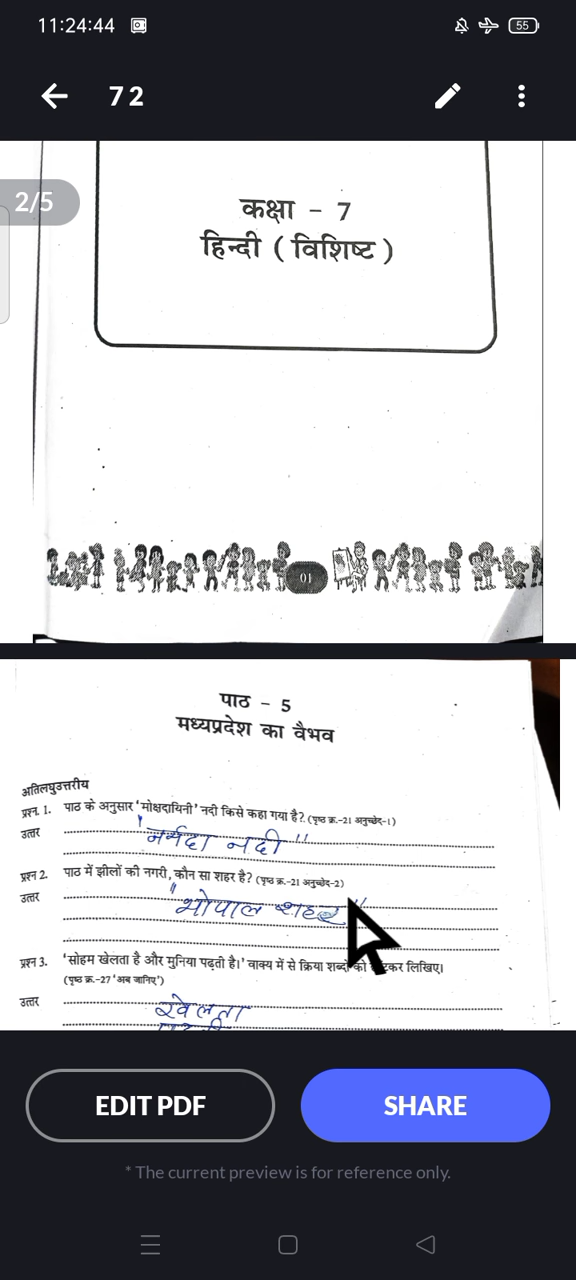 11:24:44
55
72
2/5
कक्षा - 7
हिन्दी ( विशिष्ट )
01
पाठ - 5
मध्यप्रदेश का वैभव
अतिलघुउत्तरीय
प्रश्न. 1. पाठ के अनुसार 'मोक्षदायिनी' नदी किसे कहा गया है? (पृष्ठ क्र.-21 अनुच्छेद-1)
उत्तर
' नर्मदा नदी "
प्रश्न 2. पाठ में झीलों की नगरी, कौन सा शहर है? (पृष्ठ क्र.-21 अनुच्छेद-2)
उत्तर
" भोपाल शहर "
प्रश्न 3. 'सोहम खेलता है और मुनिया पढ़ती है।' वाक्य में से क्रिया शब्दों को लिखिए।
(पृष्ठ क्र.-27 'अब जानिए')
उत्तर
खेलता
EDIT PDF
SHARE
* The current preview is for reference only.